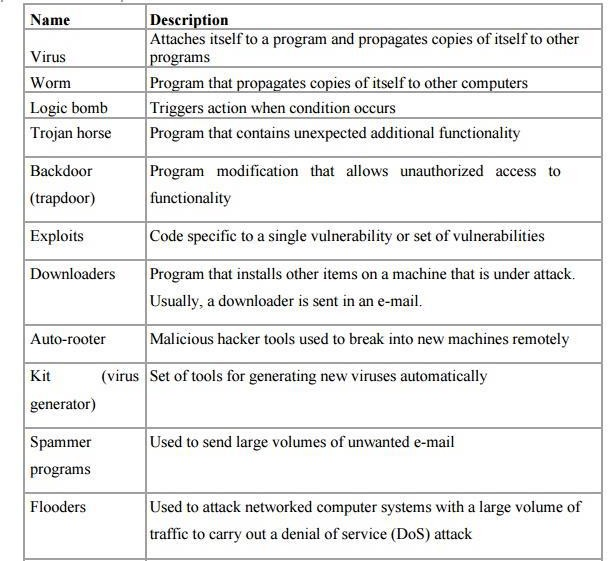 Name Description
Attaches itself to a program and propagates copies of itself to other
Virus programs
Worm Program that propagates copies of itself to other computers
Logic bomb Triggers action when condition occurs
Trojan horse Program that contains unexpected additional functionality
Backdoor Program modification that allows unauthorized access to
(trapdoor) functionality
Exploits Code specific to a single vulnerability or set of vulnerabilities
Downloaders Program that installs other items on a machine that is under attack.
Usually, a downloader is sent in an e-mail.
Auto-rooter Malicious hacker tools used to break into new machines remotely
Kit (virus Set of tools for generating new viruses automatically
generator)
Spammer Used to send large volumes of unwanted e-mail
programs
Flooders Used to attack networked computer systems with a large volume of
traffic to carry out a denial of service (DoS) attack